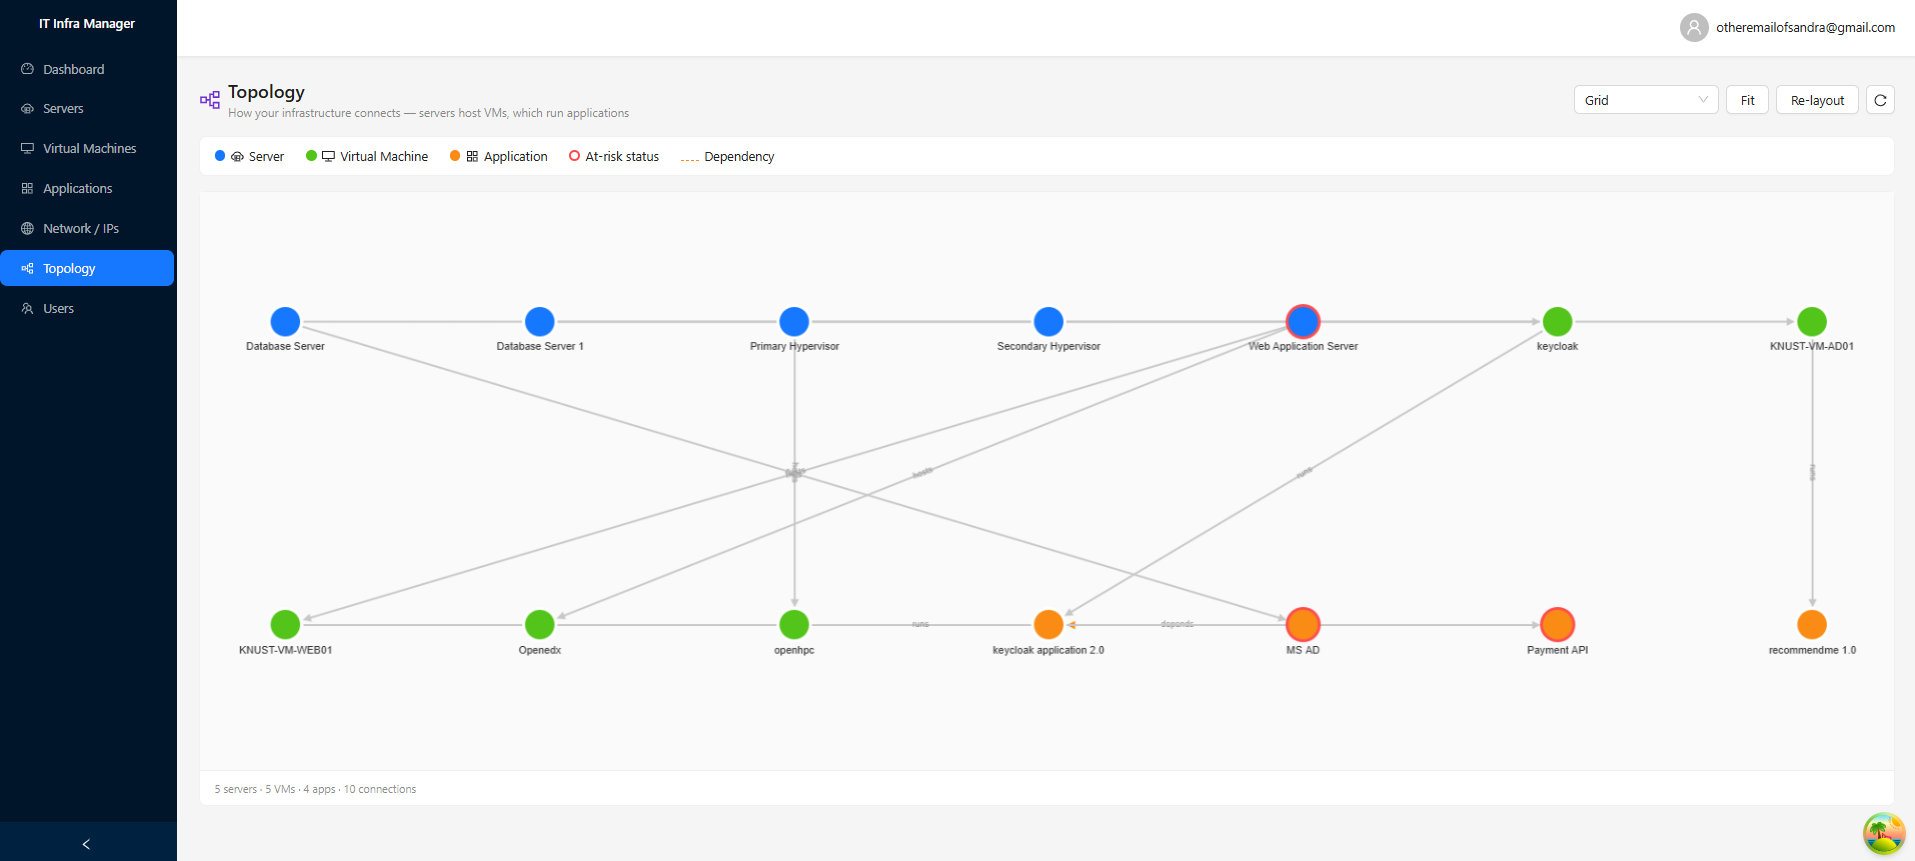 IT Infra Manager
otheremailofsandra@gmail.com
Dashboard
Servers
Virtual Machines
Applications
Network / IPs
Topology
Users
Topology
How your infrastructure connects — servers host VMs, which run applications
Grid
Fit
Re-layout
Server
Virtual Machine
Application
At-risk status
Dependency
Database Server
Database Server 1
Primary Hypervisor
Secondary Hypervisor
Web Application Server
keycloak
KNUST-VM-AD01
hosts
runs
runs
KNUST-VM-WEB01
Openedx
openhpc
runs
keycloak application 2.0
depends
MS AD
Payment API
recommendme 1.0
5 servers · 5 VMs · 4 apps · 10 connections